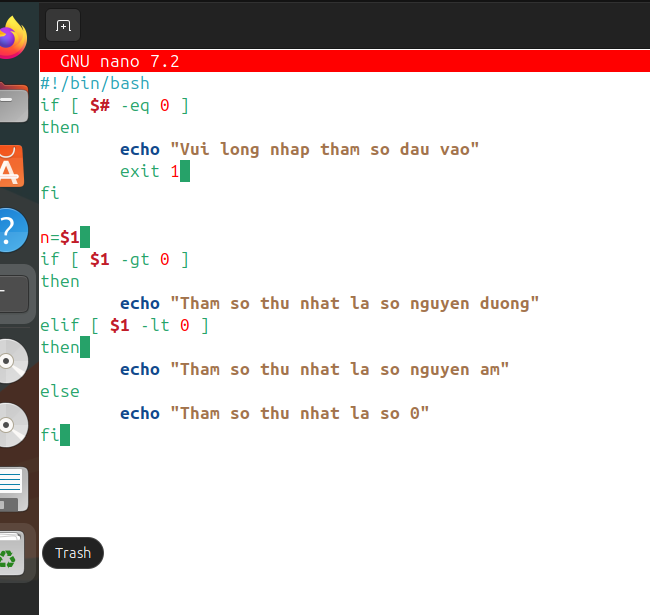 GNU nano 7.2
#!/bin/bash
if [ $# -eq 0 ]
then
echo "Vui long nhap tham so dau vao"
exit 1
fi
n=$1
if [ $1 -gt 0 ]
then
echo "Tham so thu nhat la so nguyen duong"
elif [ $1 -lt 0 ]
then
echo "Tham so thu nhat la so nguyen am"
else
echo "Tham so thu nhat la so 0"
fi
Trash